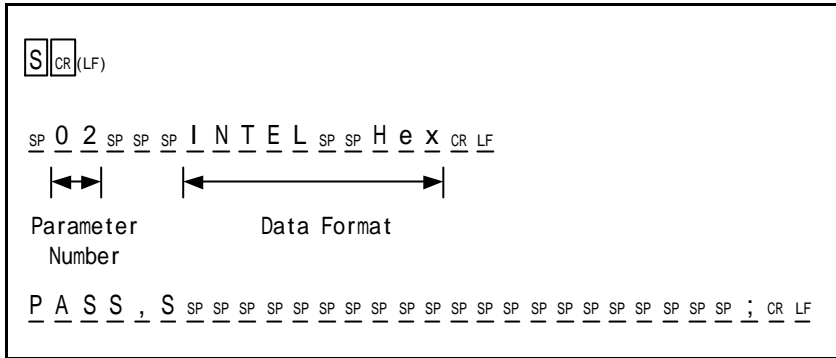 S CR (LF)
SP 0 2 SP SP SP I N T E L SP SP H e x CR LF
Parameter Number
Data Format
P A S S , S SP SP SP SP SP SP SP SP SP SP SP SP SP SP SP SP SP SP SP SP SP ; CR LF